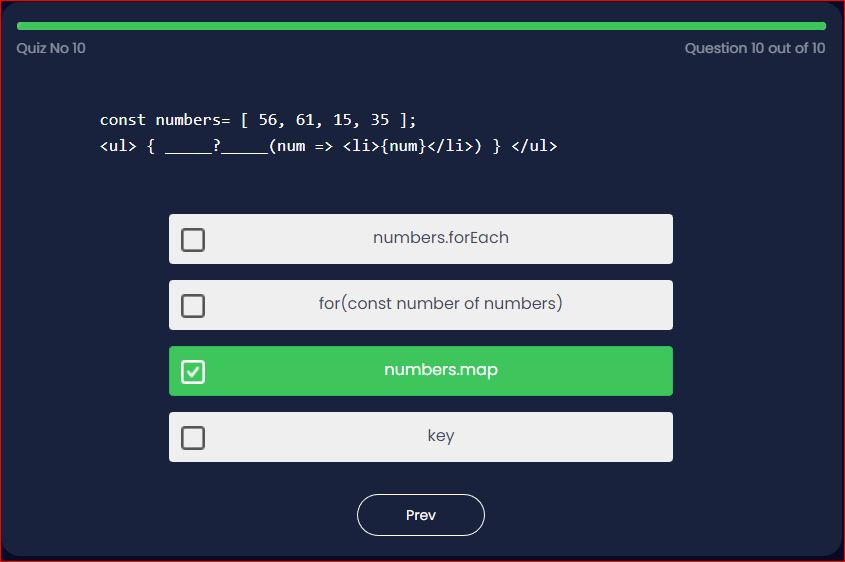 Quiz No 10
Question 10 out of 10
const numbers= [ 56, 61, 15, 35 ];
<ul> { _____?_____(num => <li>{num}</li>) } </ul>
numbers.forEach
for(const number of numbers)
numbers.map
key
Prev